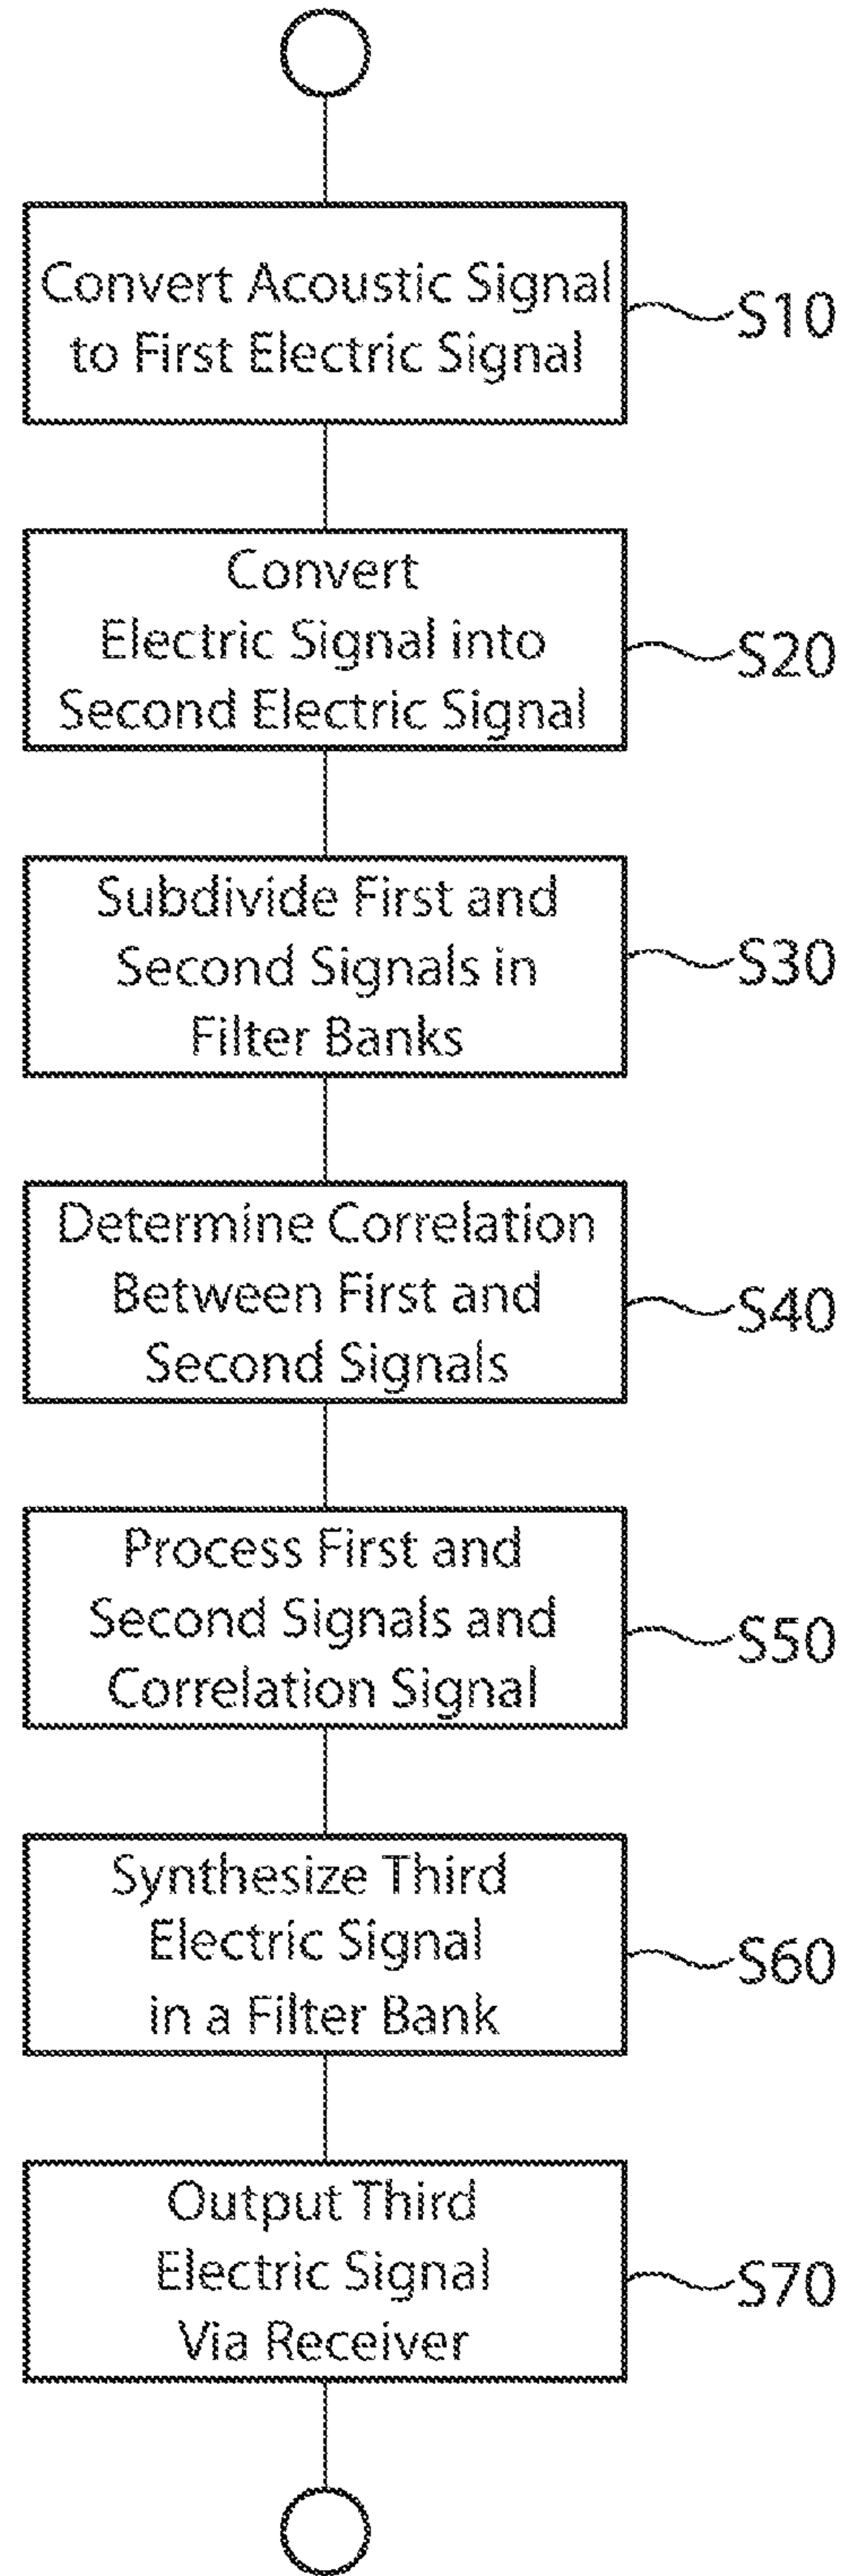 Convert Acoustic Signal
to First Electric Signal
S10
Convert
Electric Signal into
Second Electric Signal
S20
Subdivide First and
Second Signals in
Filter Banks
S30
Determine Correlation
Between First and
Second Signals
S40
Process First and
Second Signals and
Correlation Signal
S50
Synthesize Third
Electric Signal
in a Filter Bank
S60
Output Third
Electric Signal
Via Receiver
S70